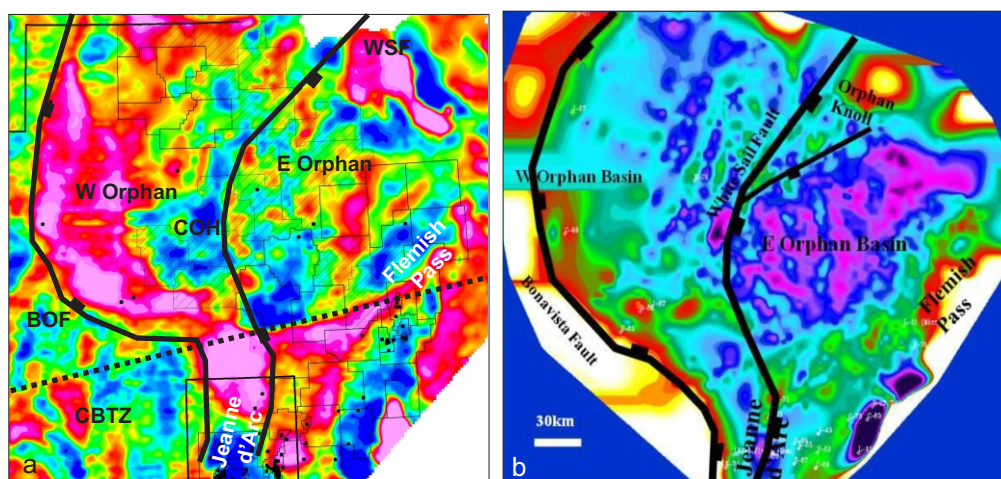 WSF
E Orphan
W Orphan
COH
Flemish
Pass
BOF
CBTZ
Jeanne
d'Arc
a
b
Orphan
Knoll
White Sail Fault
W Orphan Basin
E Orphan Basin
Flemish
Pass
Bonavista Fault
30km
Jeanne
d'Arc